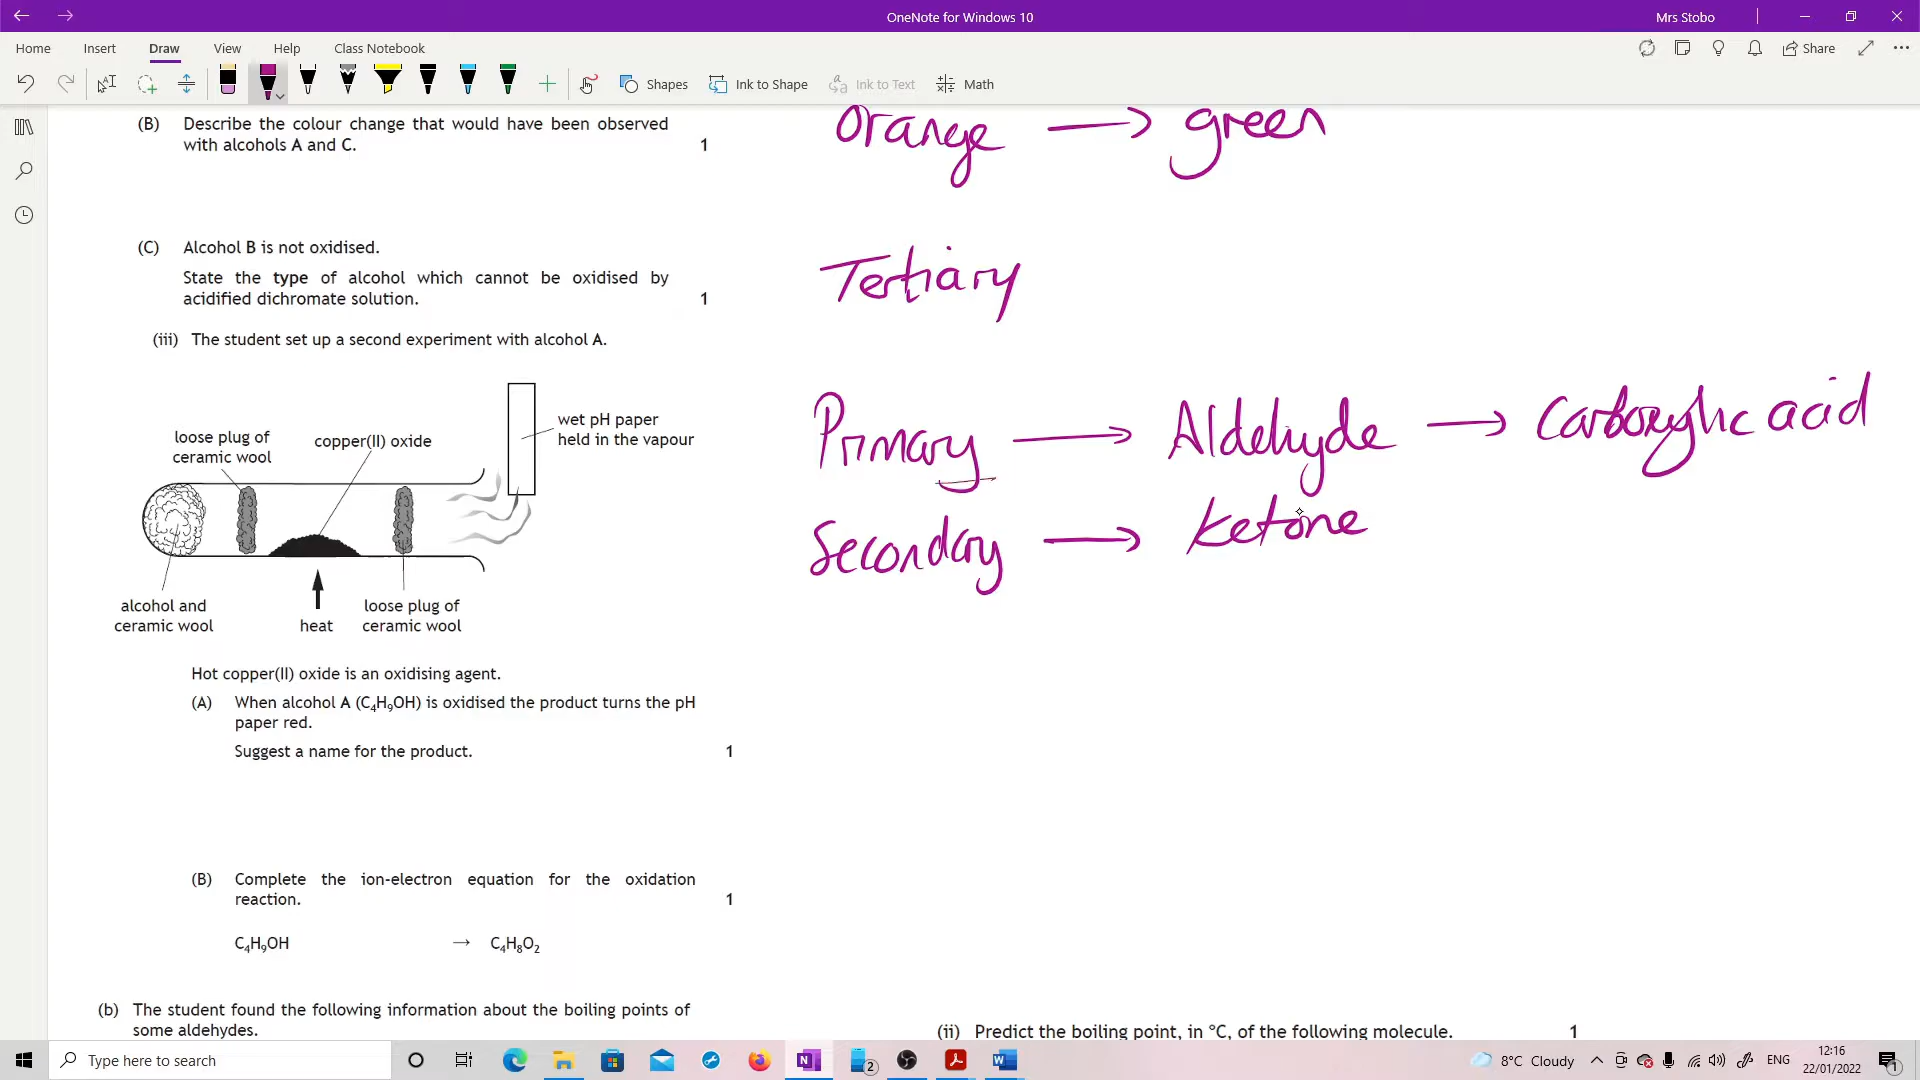 OneNote for Windows 10
Mrs Stobo
Home Insert Draw View Help Class Notebook
Share
Shapes Ink to Shape Ink to Text Math
(B) Describe the colour change that would have been observed
with alcohols A and C. 1
Orange → green
(C) Alcohol B is not oxidised.
State the type of alcohol which cannot be oxidised by
acidified dichromate solution. 1
Tertiary
(iii) The student set up a second experiment with alcohol A.
wet pH paper
held in the vapour
loose plug of
ceramic wool
copper(II) oxide
alcohol and
ceramic wool
heat
loose plug of
ceramic wool
Primary → Aldehyde → Carboxylic acid
Secondary → Ketone
Hot copper(II) oxide is an oxidising agent.
(A) When alcohol A (C₄H₉OH) is oxidised the product turns the pH
paper red.
Suggest a name for the product. 1
(B) Complete the ion-electron equation for the oxidation
reaction. 1
C₄H₉OH → C₄H₈O₂
(b) The student found the following information about the boiling points of
some aldehydes.
(ii) Predict the boiling point, in °C, of the following molecule. 1
Type here to search
2
8°C Cloudy
ENG
12:16
22/01/2022
1